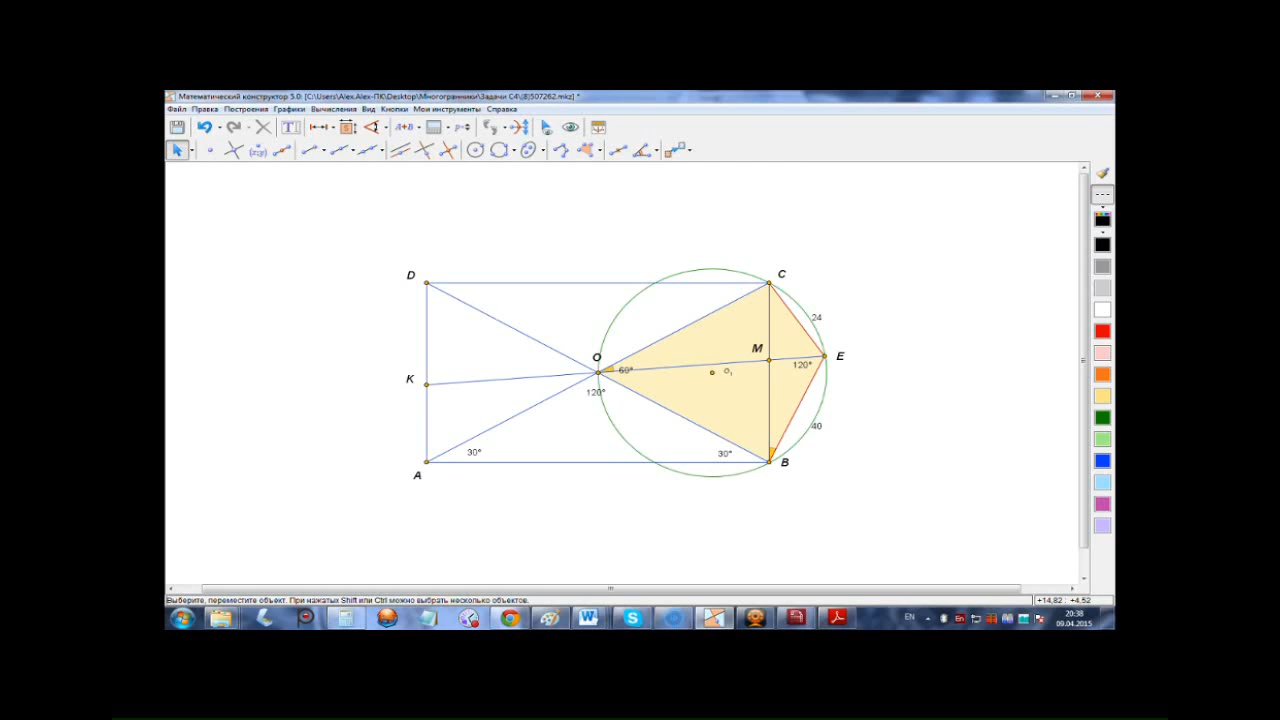 Математический конструктор 5.0: [C:\Users\Alex.Alex-ПК\Desktop\Многогранники\Задачи С4\(8)507262.mkz] *
Файл Правка Построения Графики Вычисления Вид Кнопки Мои инструменты Справка
D
C
24
O
M
E
K
60°
O₁
120°
120°
40
30°
30°
A
B
Выберите, переместите объект. При нажатых Shift или Ctrl можно выбрать несколько объектов.
+14,82 ; +4,52
EN
20:38
09.04.2015